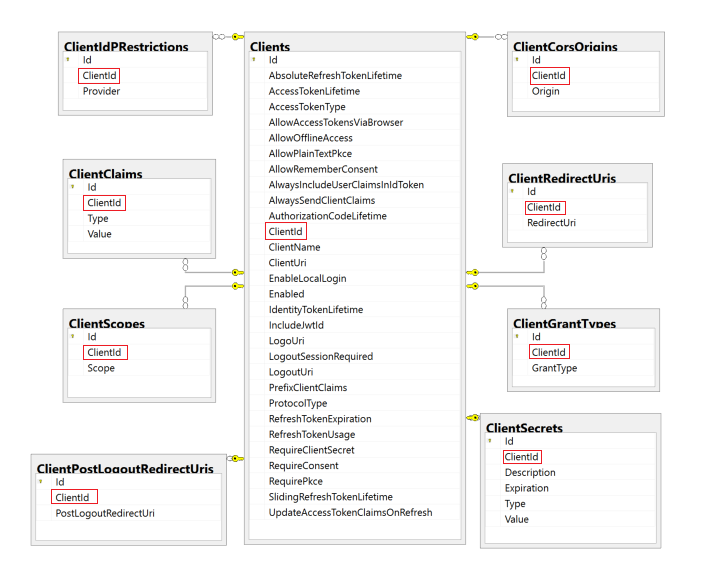 ClientIdPRestrictions
Id
ClientId
Provider
ClientClaims
Id
ClientId
Type
Value
ClientScopes
Id
ClientId
Scope
ClientPostLogoutRedirectUris
Id
ClientId
PostLogoutRedirectUri
Clients
Id
AbsoluteRefreshTokenLifetime
AccessTokenLifetime
AccessTokenType
AllowAccessTokensViaBrowser
AllowOfflineAccess
AllowPlainTextPkce
AllowRememberConsent
AlwaysIncludeUserClaimsInIdToken
AlwaysSendClientClaims
AuthorizationCodeLifetime
ClientId
ClientName
ClientUri
EnableLocalLogin
Enabled
IdentityTokenLifetime
IncludeJwtId
LogoUri
LogoutSessionRequired
LogoutUri
PrefixClientClaims
ProtocolType
RefreshTokenExpiration
RefreshTokenUsage
RequireClientSecret
RequireConsent
RequirePkce
SlidingRefreshTokenLifetime
UpdateAccessTokenClaimsOnRefresh
ClientCorsOrigins
Id
ClientId
Origin
ClientRedirectUris
Id
ClientId
RedirectUri
ClientGrantTypes
Id
ClientId
GrantType
ClientSecrets
Id
ClientId
Description
Expiration
Type
Value